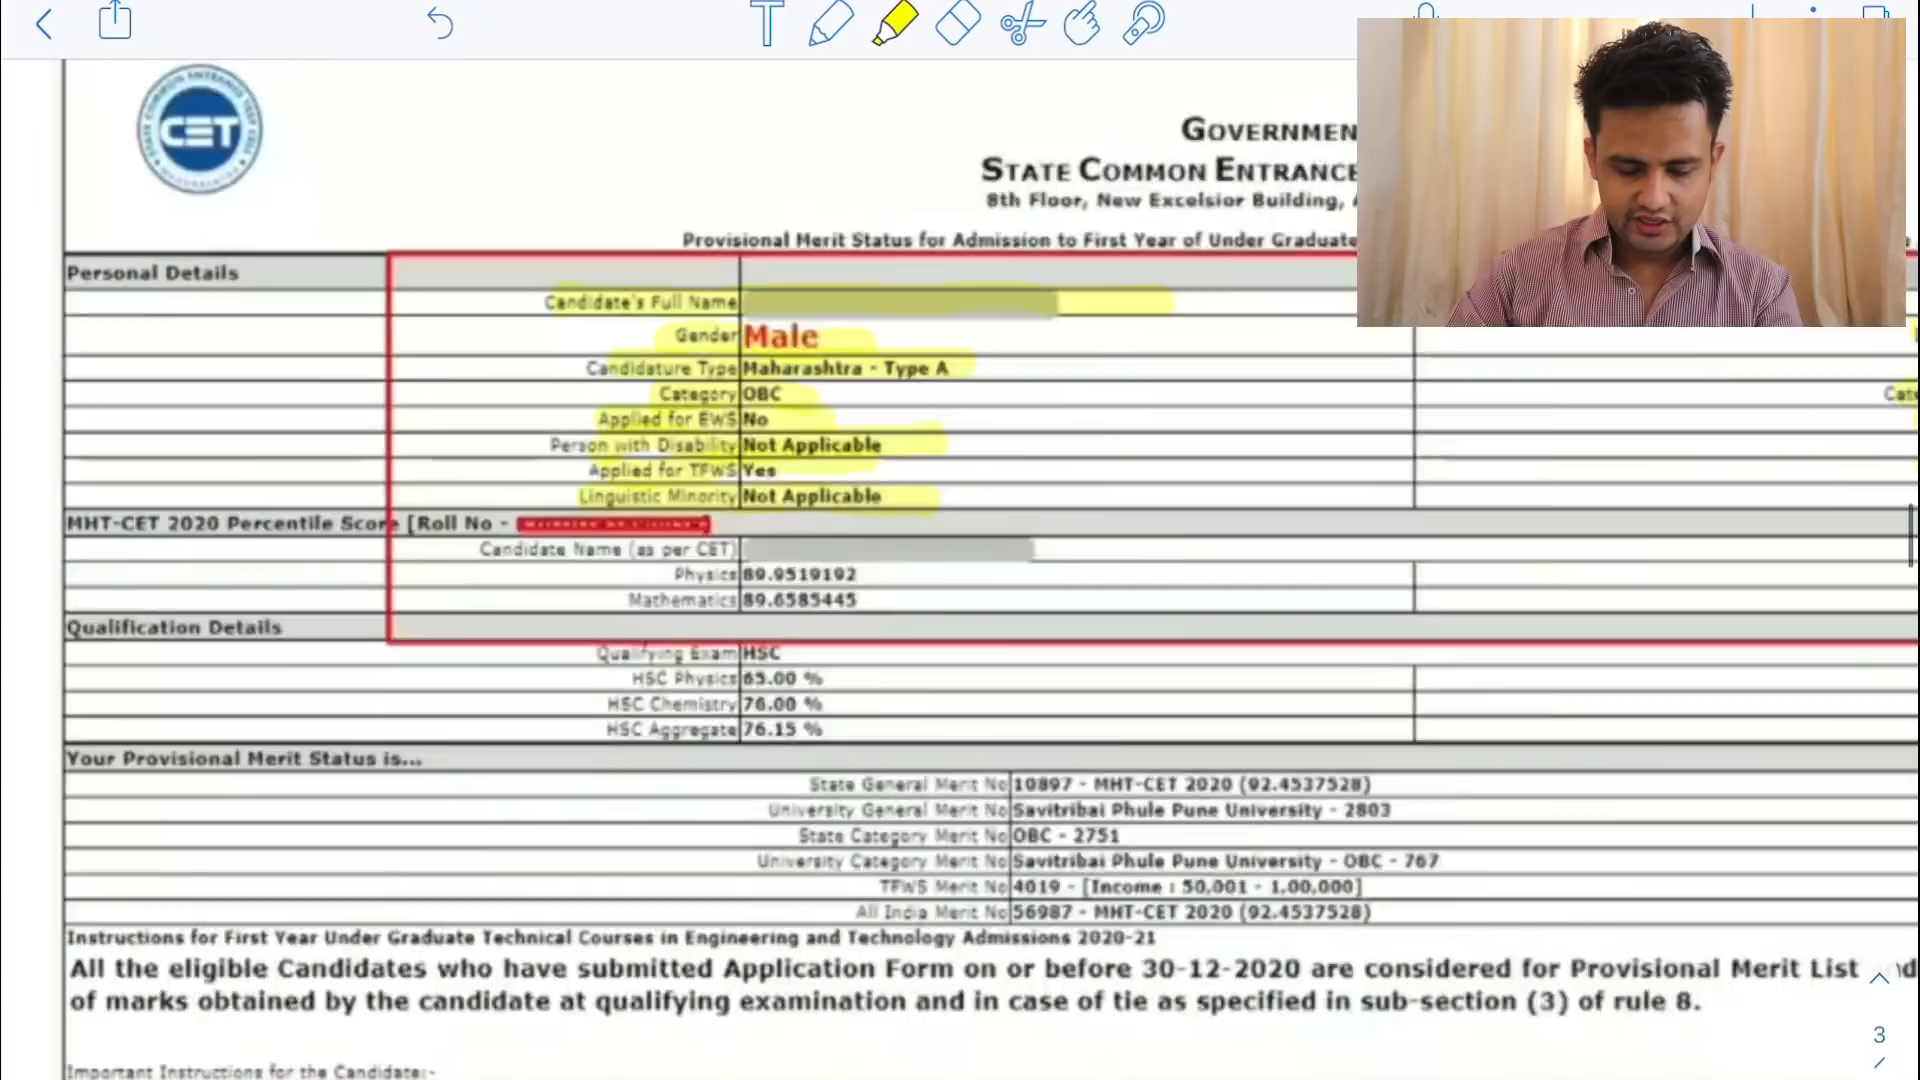 CET
GOVERNMEN
STATE COMMON ENTRANCE
8th Floor, New Excelsior Building,
Provisional Merit Status for Admission to First Year of Under Graduate
Personal Details
Candidate's Full Name
Gender Male
Candidature Type Maharashtra - Type A
Category OBC Cate
Applied for EWS No
Person with Disability Not Applicable
Applied for TFWS Yes
Linguistic Minority Not Applicable
MHT-CET 2020 Percentile Score [Roll No -
Candidate Name (as per CET)
Physics 89.9519192
Mathematics 89.6585445
Qualification Details
Qualifying Exam HSC
HSC Physics 65.00 %
HSC Chemistry 76.00 %
HSC Aggregate 76.15 %
Your Provisional Merit Status is...
State General Merit No 10897 - MHT-CET 2020 (92.4537528)
University General Merit No Savitribai Phule Pune University - 2803
State Category Merit No OBC - 2751
University Category Merit No Savitribai Phule Pune University - OBC - 767
TFWS Merit No 4019 - [Income : 50,001 - 1,00,000]
All India Merit No 56987 - MHT-CET 2020 (92.4537528)
Instructions for First Year Under Graduate Technical Courses in Engineering and Technology Admissions 2020-21
All the eligible Candidates who have submitted Application Form on or before 30-12-2020 are considered for Provisional Merit List
of marks obtained by the candidate at qualifying examination and in case of tie as specified in sub-section (3) of rule 8.
3
Important Instructions for the Candidate:-